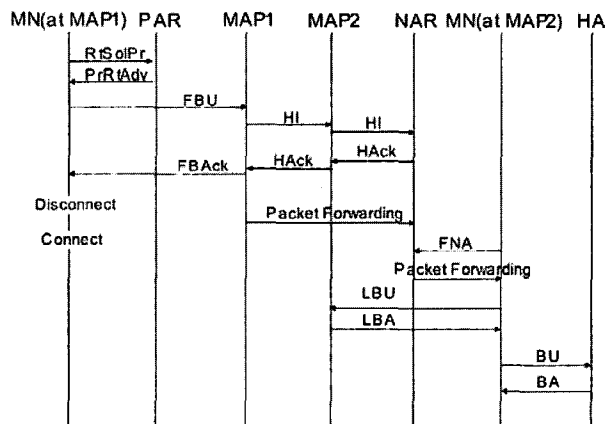 MN(at MAP1) PAR MAP1 MAP2 NAR MN(at MAP2) HA
RtSolPr
PrRtAdv
FBU
HI
HI
HAck
HAck
FBAck
Disconnect
Packet Forwarding
Connect
FNA
Packet Forwarding
LBU
LBA
BU
BA